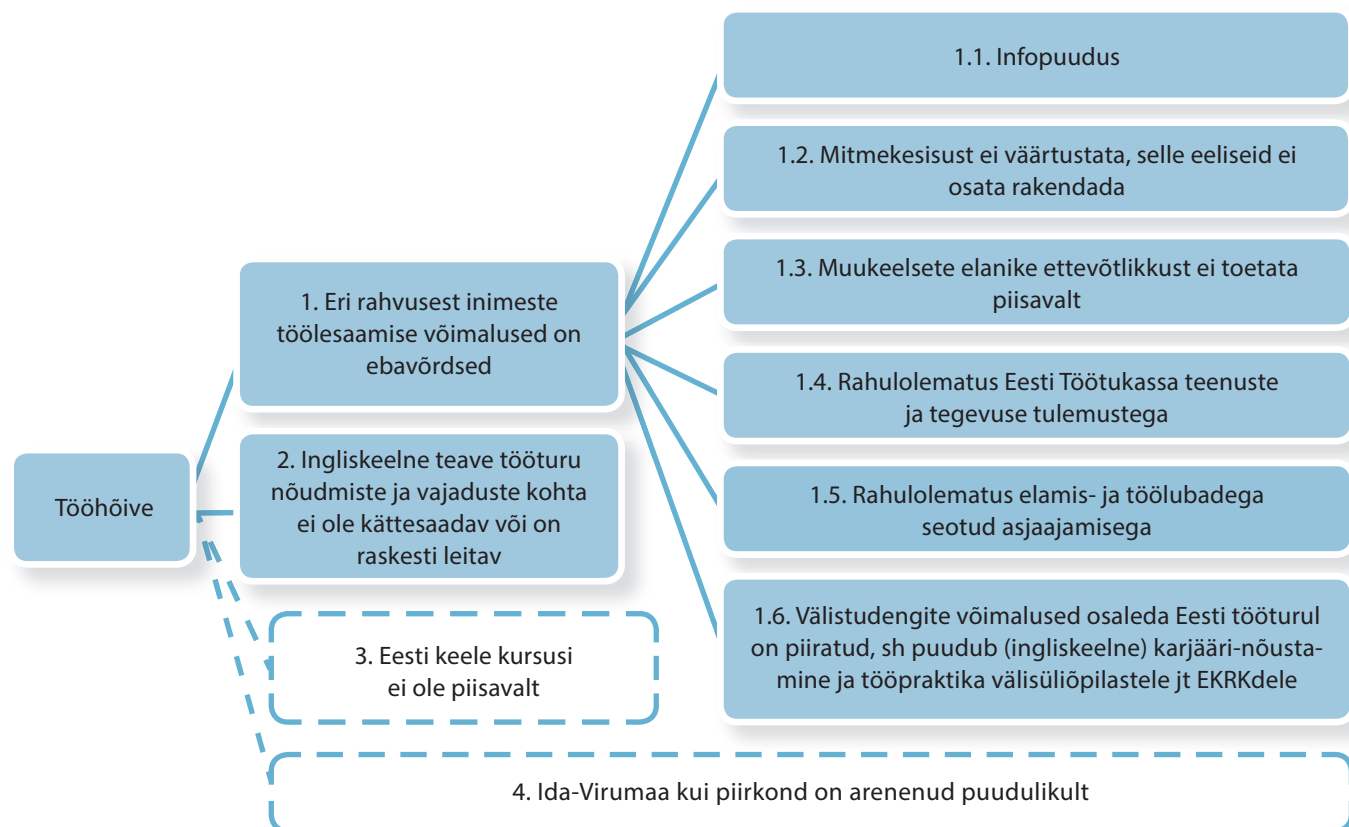 Tööhõive
1. Eri rahvusest inimeste
töölesaamise võimalused on
ebavõrdsed
1.1. Infopuudus
1.2. Mitmekesisust ei väärtustata, selle eeliseid ei
osata rakendada
1.3. Muukeelsete elanike ettevõtlikkust ei toetata
piisavalt
1.4. Rahulolematus Eesti Töötukassa teenuste
ja tegevuse tulemustega
1.5. Rahulolematus elamis- ja töölubadega
seotud asjaajamisega
1.6. Välistudengite võimalused osaleda Eesti tööturul
on piiratud, sh puudub (ingliskeelne) karjääri-nõusta-
mine ja tööpraktika välisüliõpilastele jt EKRKdele
2. Ingliskeelne teave tööturu
nõudmiste ja vajaduste kohta
ei ole kättesaadav või on
raskesti leitav
3. Eesti keele kursusi
ei ole piisavalt
4. Ida-Virumaa kui piirkond on arenenud puudulikult